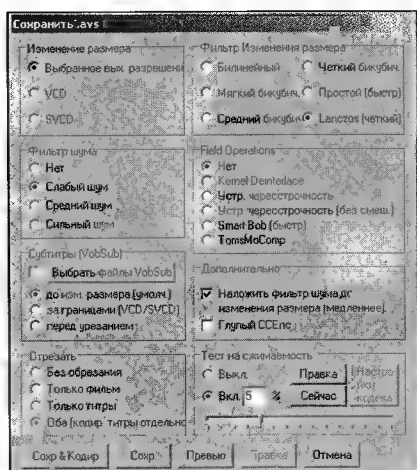 Сохранить .avs
Изменение размера
Выбранное вых. разрешени
VCD
SVCD
Фильтр Изменения размера
Билинейный
Четкий бикубич.
Мягкий бикубич.
Простой (быстр)
Средний бикубич
Lanczos (четкий)
Фильтр шума
Нет
Слабый шум
Средний шум
Сильный шум
Field Operations
Нет
Kernel Deinterlace
Устр. чересстрочность
Устр. чересстрочность (без смеш.)
Smart Bob (быстр)
TomsMoComp
Субтитры (VobSub)
Выбрать файлы VobSub
до изм. размера (умолч.)
за границами (VCD/SVCD)
перед урезанием
Дополнительно
Наложить фильтр шума до
изменения размера (медленнее)
Глупый CCEnc
Отрезать
Без обрезания
Только фильм
Только титры
Оба (кодир. титры отдельно
Тест на сжимаемость
Выкл.
Правка
Настро
йки
кодека
Вкл. 5 %
Сейчас
Сохр & Кодир
Сохр
Превью
Правка
Отмена